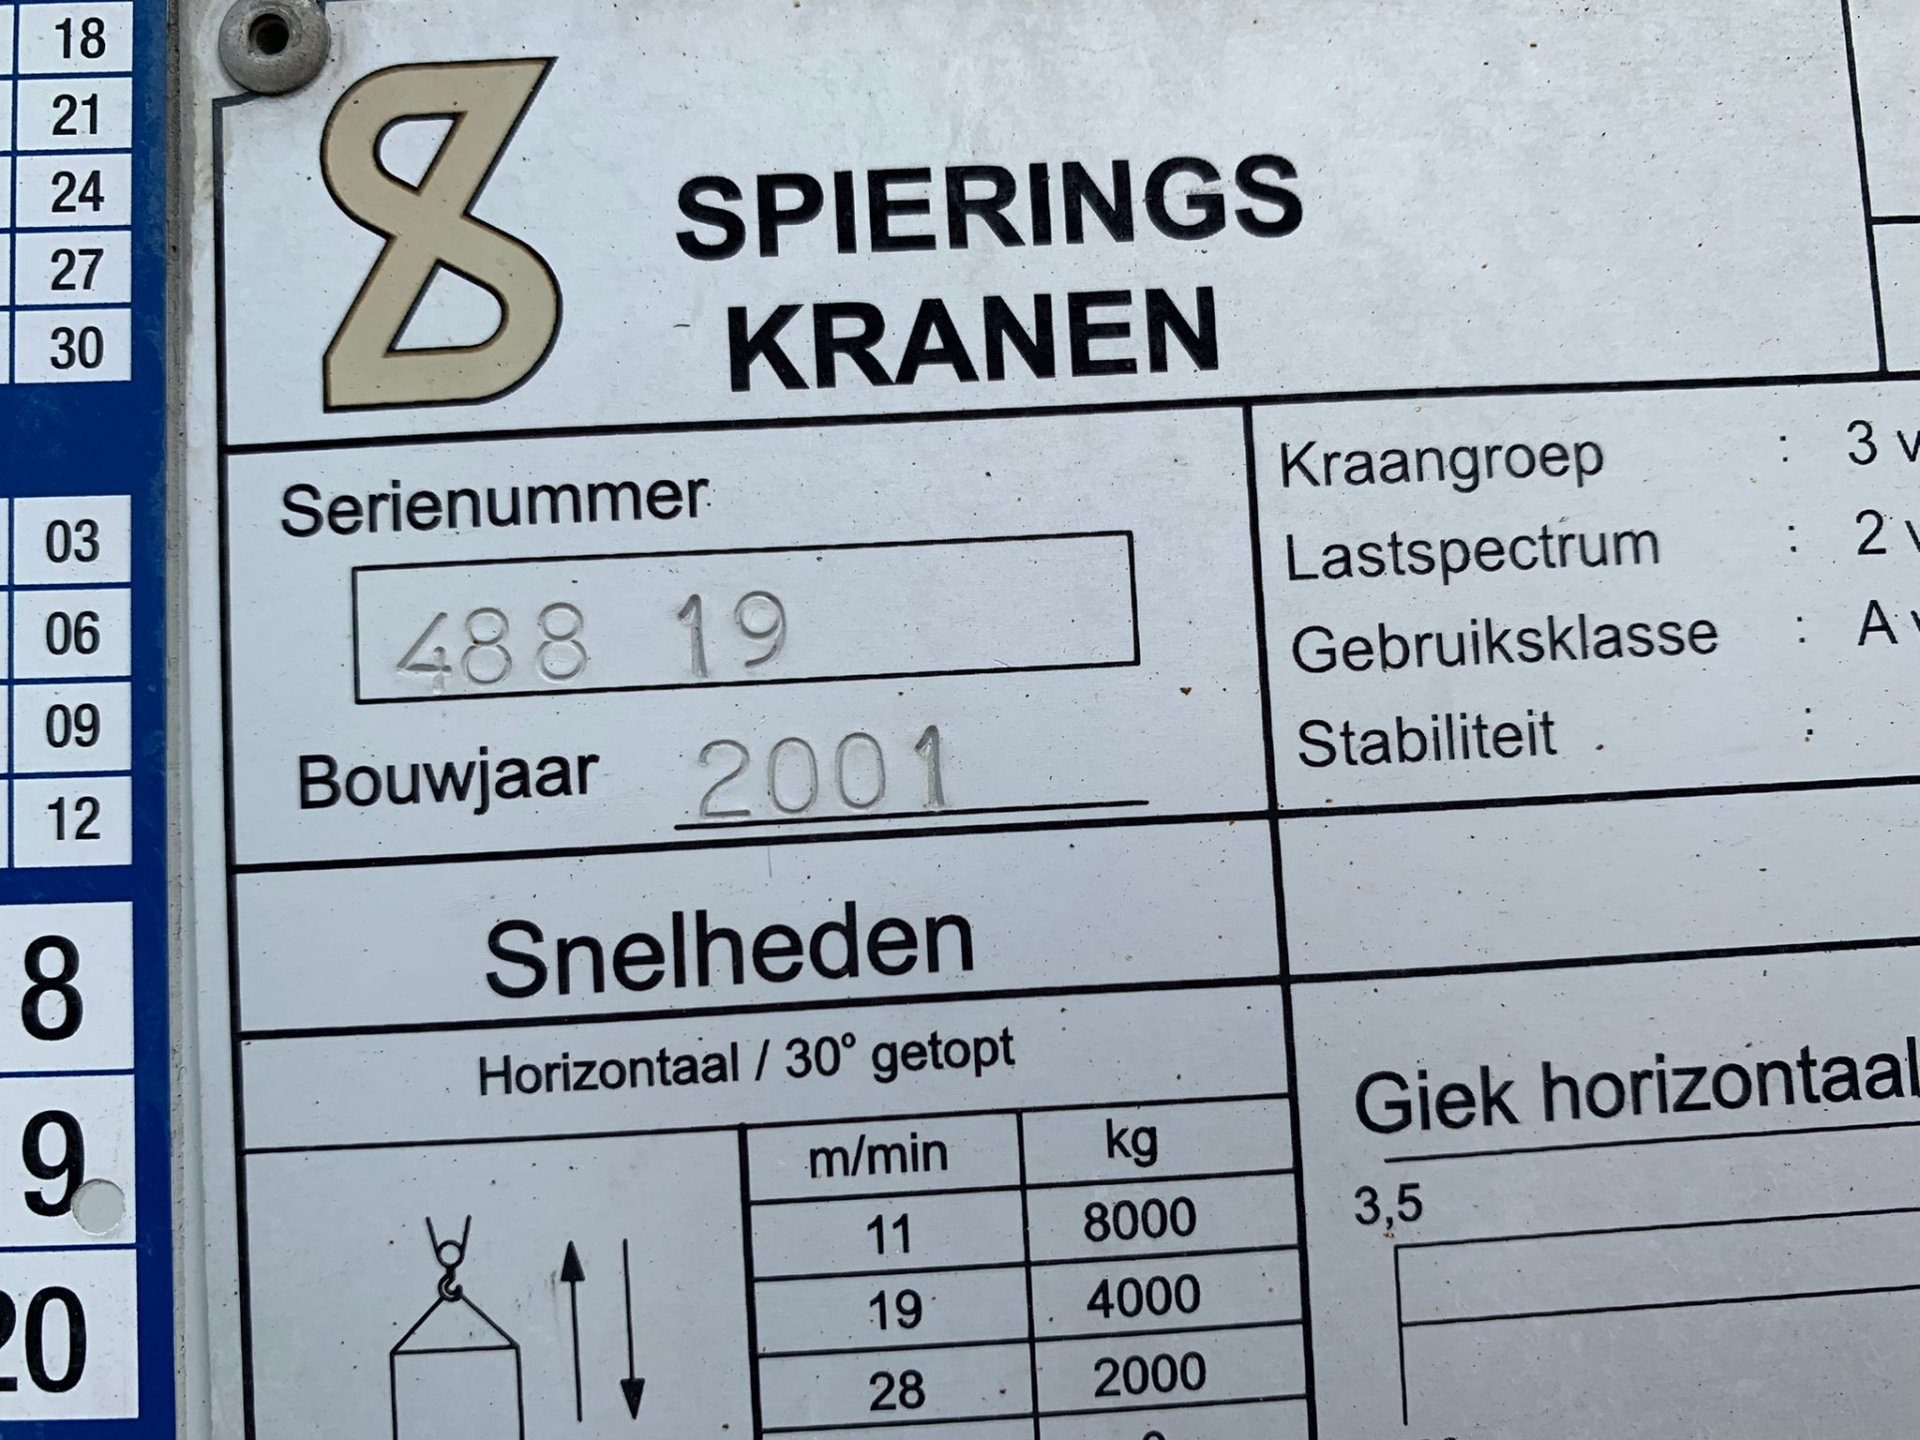 18
21
24
27
30
03
06
09
12
8
9
20
SPIERINGS
KRANEN
Serienummer
488 19
Bouwjaar 2001
Kraangroep : 3
Lastspectrum : 2
Gebruiksklasse : A
Stabiliteit :
Snelheden
Horizontaal / 30° getopt
m/min kg
11 8000
19 4000
28 2000
Giek horizontaal
3,5